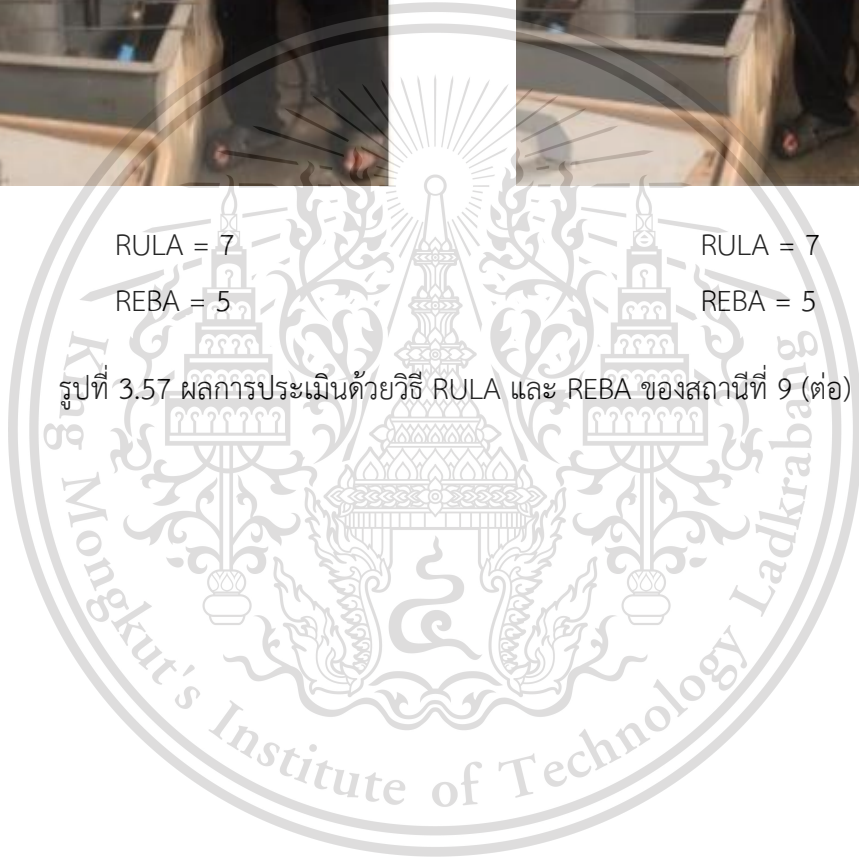 RULA = 7 RULA = 7
REBA = 5 REBA = 5
รูปที่ 3.57 ผลการประเมินด้วยวิธี RULA และ REBA ของสถานีที่ 9 (ต่อ)
King Mongkut's Institute of Technology Ladkrabang